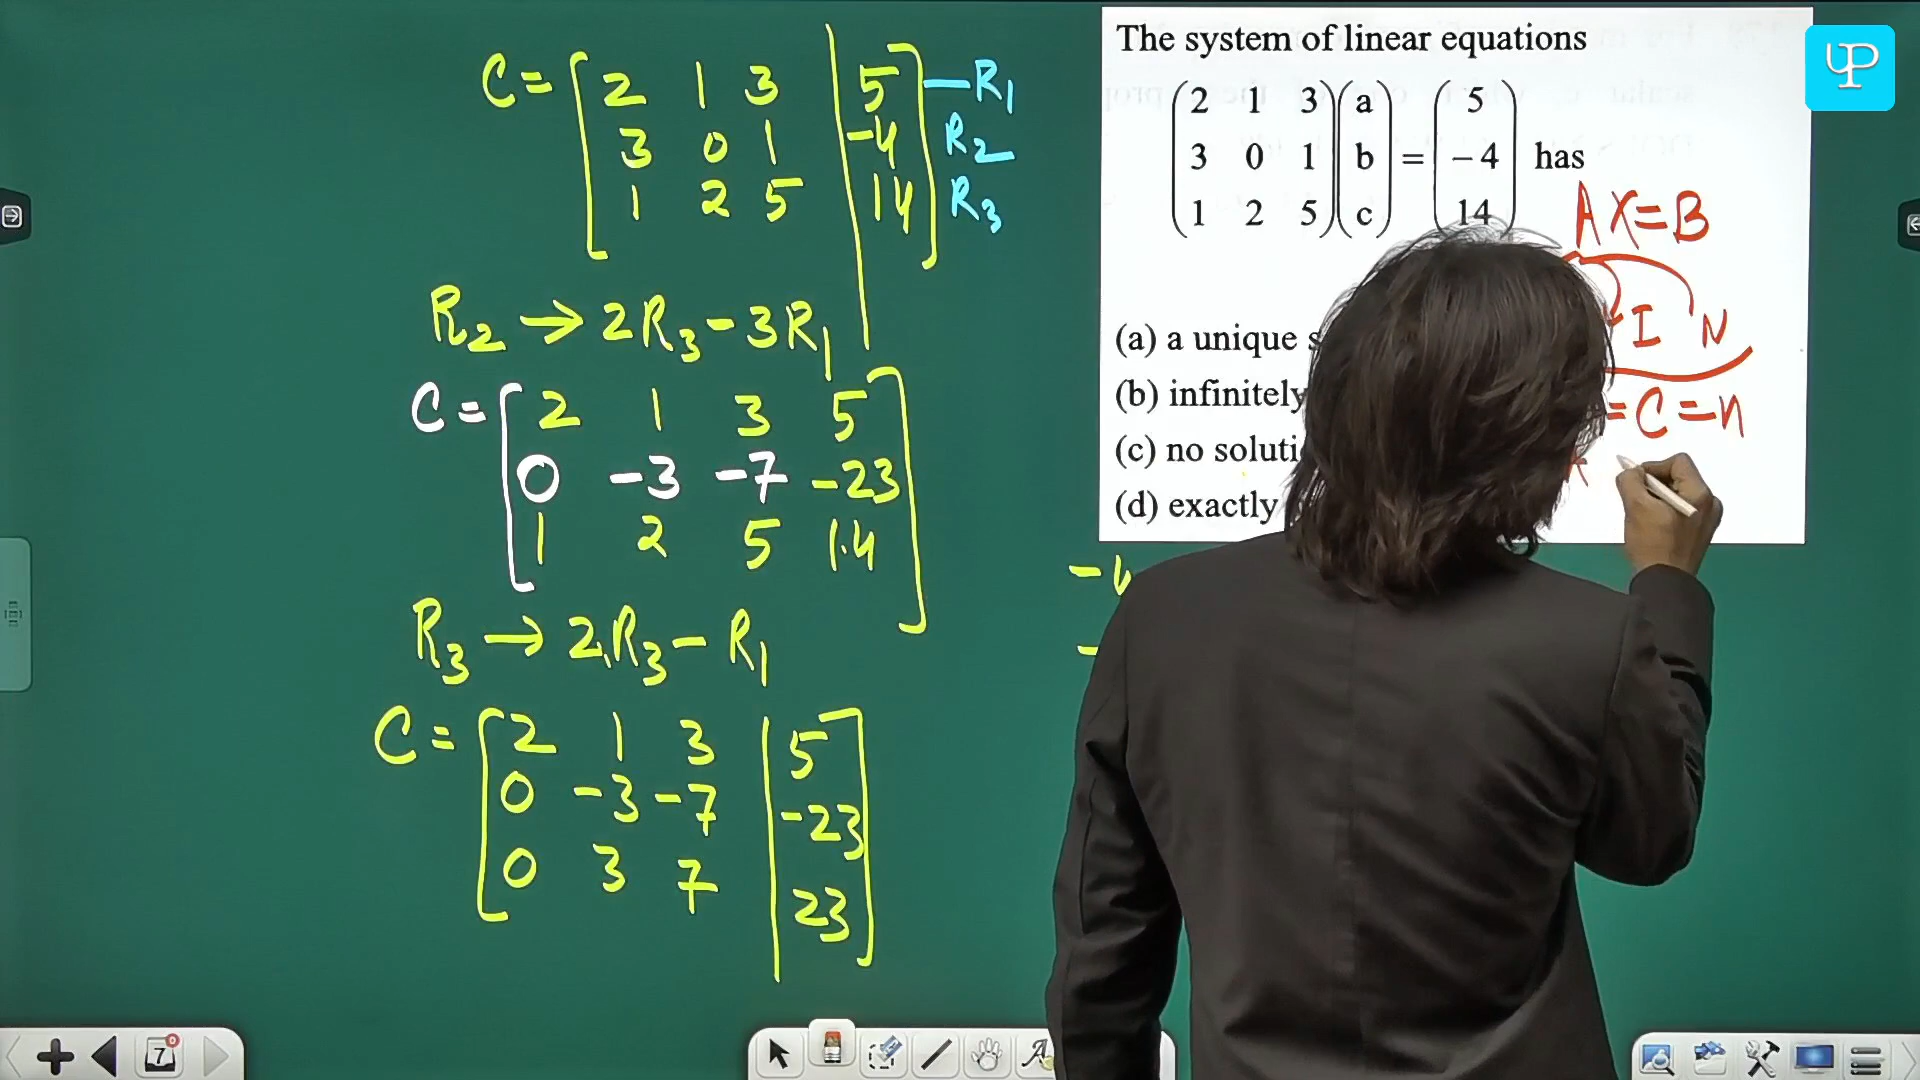 C = [ 2 1 3 | 5 ] — R1
3 0 1 | -4 R2
1 2 5 | 14 R3
R2 → 2R3 - 3R1
C = [ 2 1 3 5 ]
0 -3 -7 -23
1 2 5 14
R3 → 2R3 - R1
C = [ 2 1 3 | 5 ]
0 -3 -7 | -23
0 3 7 | 23
The system of linear equations
( 2 1 3 ) ( a ) ( 5 )
( 3 0 1 ) ( b ) = ( -4 ) has
( 1 2 5 ) ( c ) ( 14 )
(a) a unique
(b) infinitely
(c) no
(d) exactly
AX=B
I N
=C=n
7